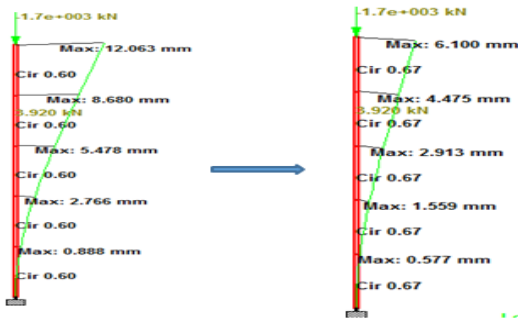 -1.7e+003 kN
Max: 12.063 mm
Cir 0.60
Max: 8.680 mm
3.920 kN
Cir 0.60
Max: 5.478 mm
Cir 0.60
Max: 2.766 mm
Cir 0.60
Max: 0.888 mm
Cir 0.60
-1.7e+003 kN
Max: 6.100 mm
Cir 0.67
Max: 4.475 mm
3.920 kN
Cir 0.67
Max: 2.913 mm
Cir 0.67
Max: 1.559 mm
Cir 0.67
Max: 0.577 mm
Cir 0.67